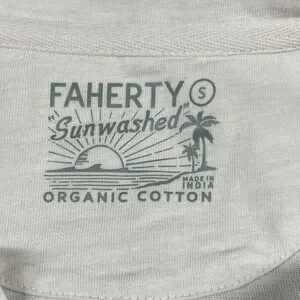 FAHERTY S
"Sunwashed"
MADE IN
INDIA
ORGANIC COTTON